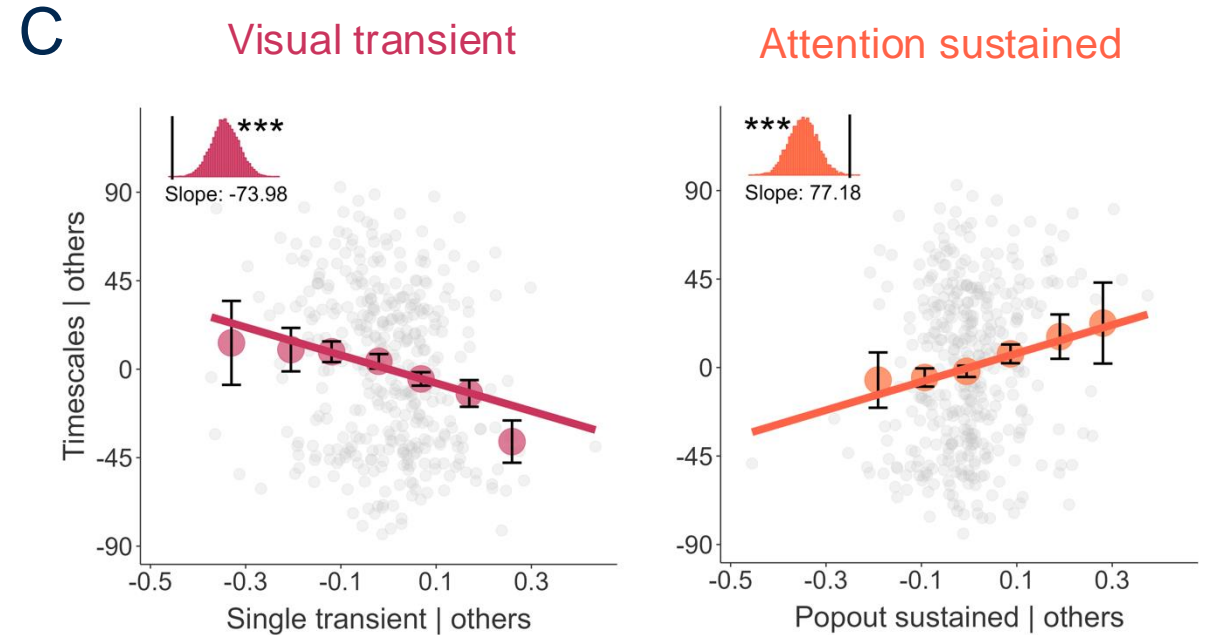 C
Visual transient
Attention sustained
***
Slope: -73.98
Timescales | others
90
45
0
-45
-90
-0.5
-0.3
-0.1
0.1
0.3
Single transient | others
***
Slope: 77.18
90
45
0
-45
-90
-0.5
-0.3
-0.1
0.1
0.3
Popout sustained | others